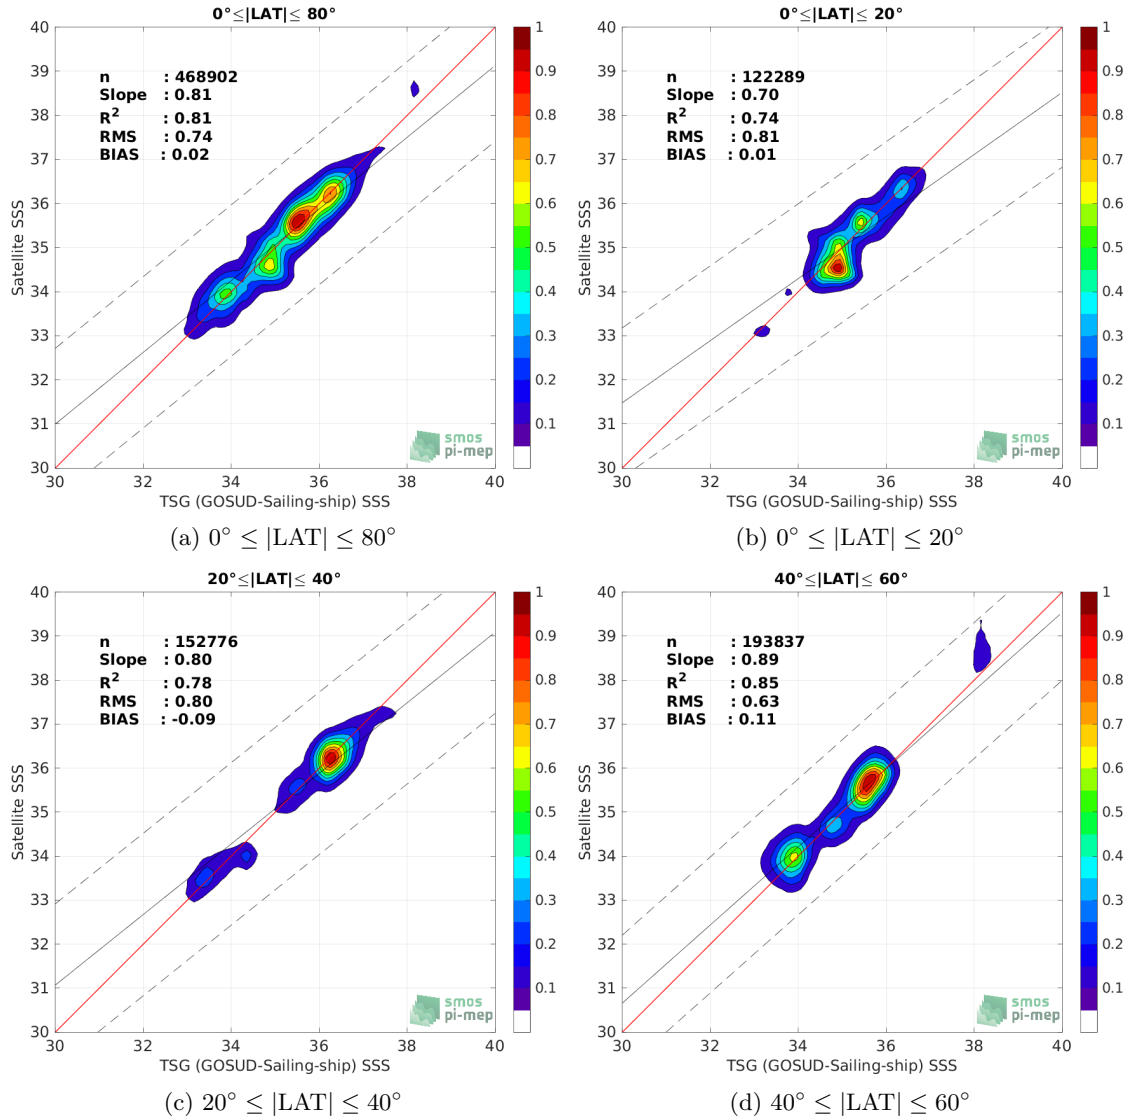 0°≤|LAT|≤ 80°
n : 468902
Slope : 0.81
R² : 0.81
RMS : 0.74
BIAS : 0.02
40
39
38
37
36
35
34
33
32
31
30
Satellite SSS
30 32 34 36 38 40
TSG (GOSUD-Sailing-ship) SSS
smos
pi-mep
1
0.9
0.8
0.7
0.6
0.5
0.4
0.3
0.2
0.1
(a) 0° ≤ |LAT| ≤ 80°
0°≤|LAT|≤ 20°
n : 122289
Slope : 0.70
R² : 0.74
RMS : 0.81
BIAS : 0.01
40
39
38
37
36
35
34
33
32
31
30
Satellite SSS
30 32 34 36 38 40
TSG (GOSUD-Sailing-ship) SSS
smos
pi-mep
1
0.9
0.8
0.7
0.6
0.5
0.4
0.3
0.2
0.1
(b) 0° ≤ |LAT| ≤ 20°
20°≤|LAT|≤ 40°
n : 152776
Slope : 0.80
R² : 0.78
RMS : 0.80
BIAS : -0.09
40
39
38
37
36
35
34
33
32
31
30
Satellite SSS
30 32 34 36 38 40
TSG (GOSUD-Sailing-ship) SSS
smos
pi-mep
1
0.9
0.8
0.7
0.6
0.5
0.4
0.3
0.2
0.1
(c) 20° ≤ |LAT| ≤ 40°
40°≤|LAT|≤ 60°
n : 193837
Slope : 0.89
R² : 0.85
RMS : 0.63
BIAS : 0.11
40
39
38
37
36
35
34
33
32
31
30
Satellite SSS
30 32 34 36 38 40
TSG (GOSUD-Sailing-ship) SSS
smos
pi-mep
1
0.9
0.8
0.7
0.6
0.5
0.4
0.3
0.2
0.1
(d) 40° ≤ |LAT| ≤ 60°